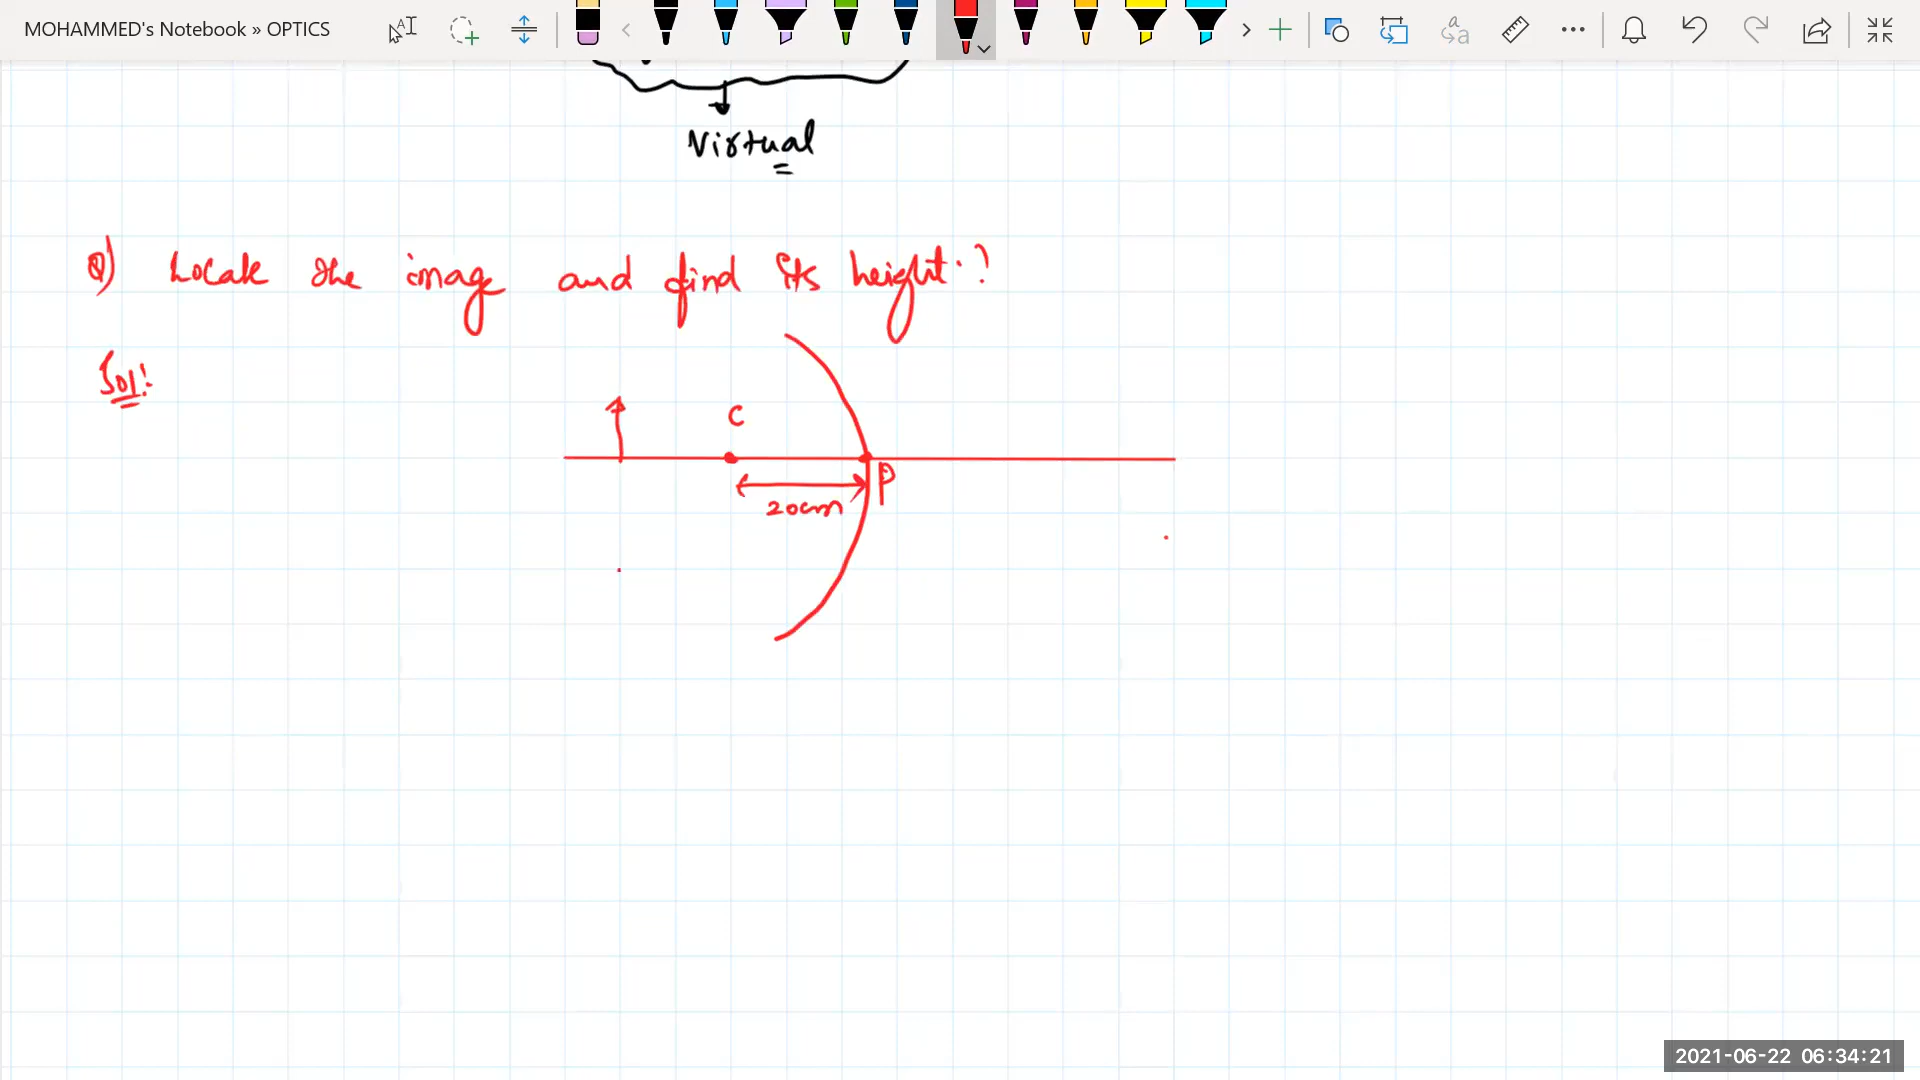 MOHAMMED's Notebook » OPTICS
Virtual
Q) Locate the image and find its height.?
Sol:
C
P
20cm
2021-06-22 06:34:21